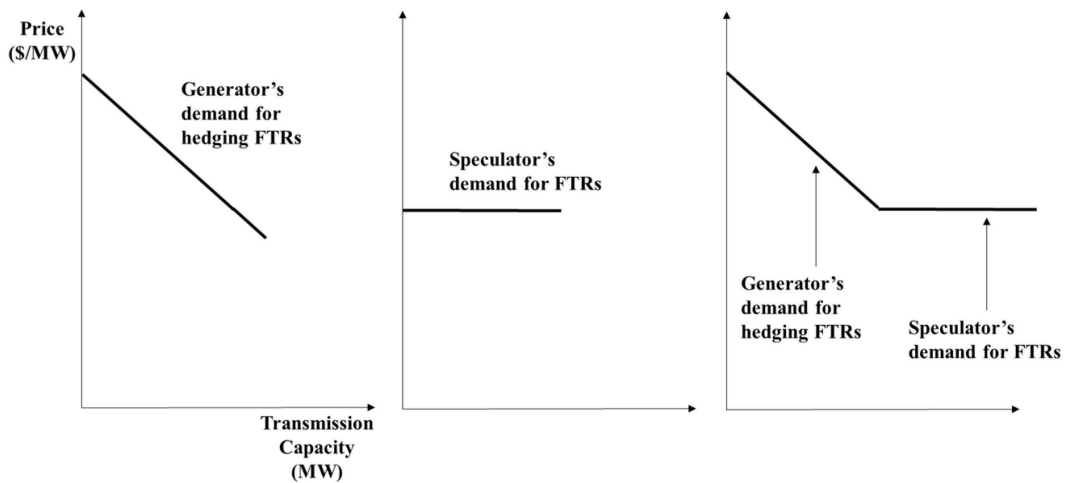 Price
($/MW)
Generator's
demand for
hedging FTRs
Transmission
Capacity
(MW)
Speculator's
demand for FTRs
Generator's
demand for
hedging FTRs
Speculator's
demand for FTRs